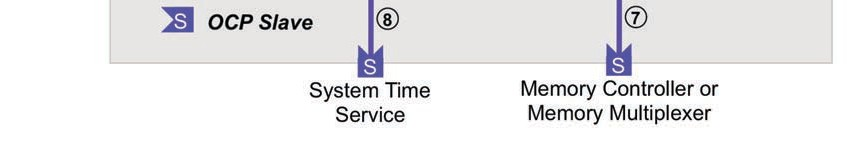 S OCP Slave
⑧
⑦
S
S
System Time
Service
Memory Controller or
Memory Multiplexer